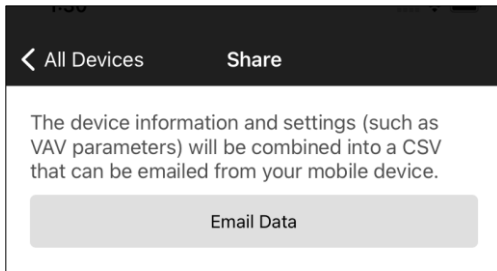 All Devices Share
The device information and settings (such as
VAV parameters) will be combined into a CSV
that can be emailed from your mobile device.
Email Data